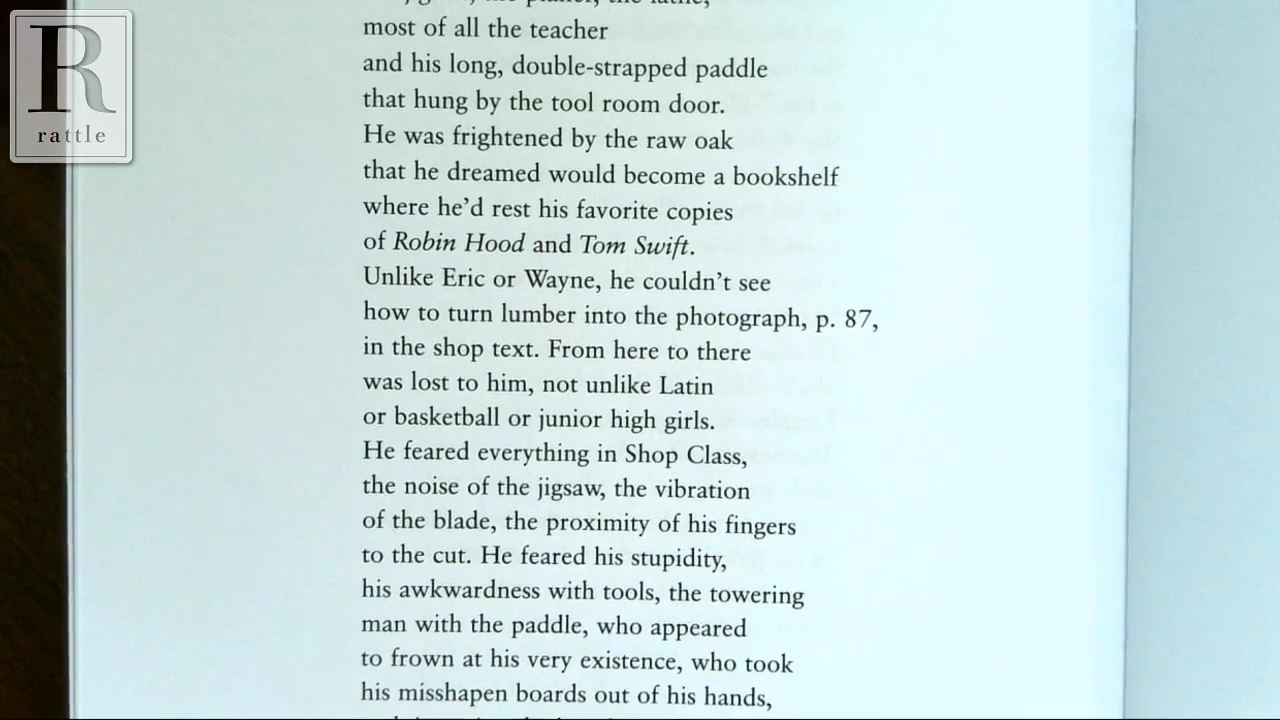 R
rattle
most of all the teacher
and his long, double-strapped paddle
that hung by the tool room door.
He was frightened by the raw oak
that he dreamed would become a bookshelf
where he’d rest his favorite copies
of Robin Hood and Tom Swift.
Unlike Eric or Wayne, he couldn’t see
how to turn lumber into the photograph, p. 87,
in the shop text. From here to there
was lost to him, not unlike Latin
or basketball or junior high girls.
He feared everything in Shop Class,
the noise of the jigsaw, the vibration
of the blade, the proximity of his fingers
to the cut. He feared his stupidity,
his awkwardness with tools, the towering
man with the paddle, who appeared
to frown at his very existence, who took
his misshapen boards out of his hands,